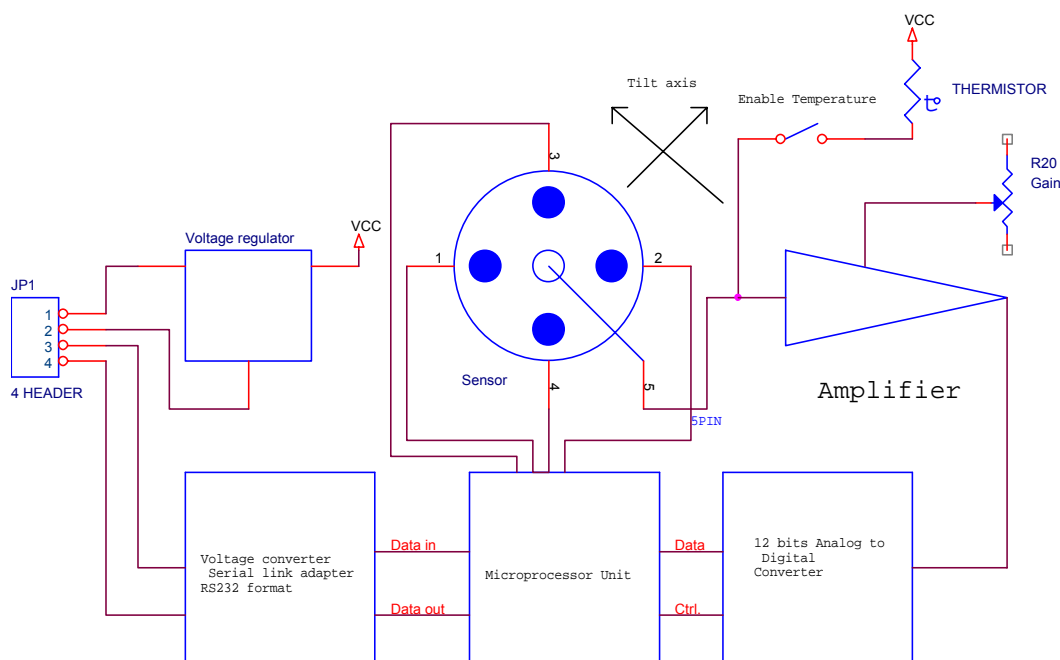 VCC
Tilt axis
Enable Temperature
THERMISTOR
t°
R20
Gain
VCC
Voltage regulator
3
1
2
JP1
1
2
3
4
4 HEADER
Sensor
4
5
5PIN
Amplifier
Voltage converter
Serial link adapter
RS232 format
Data in
Data out
Microprocessor Unit
Data
Ctrl.
12 bits Analog to
Digital
Converter